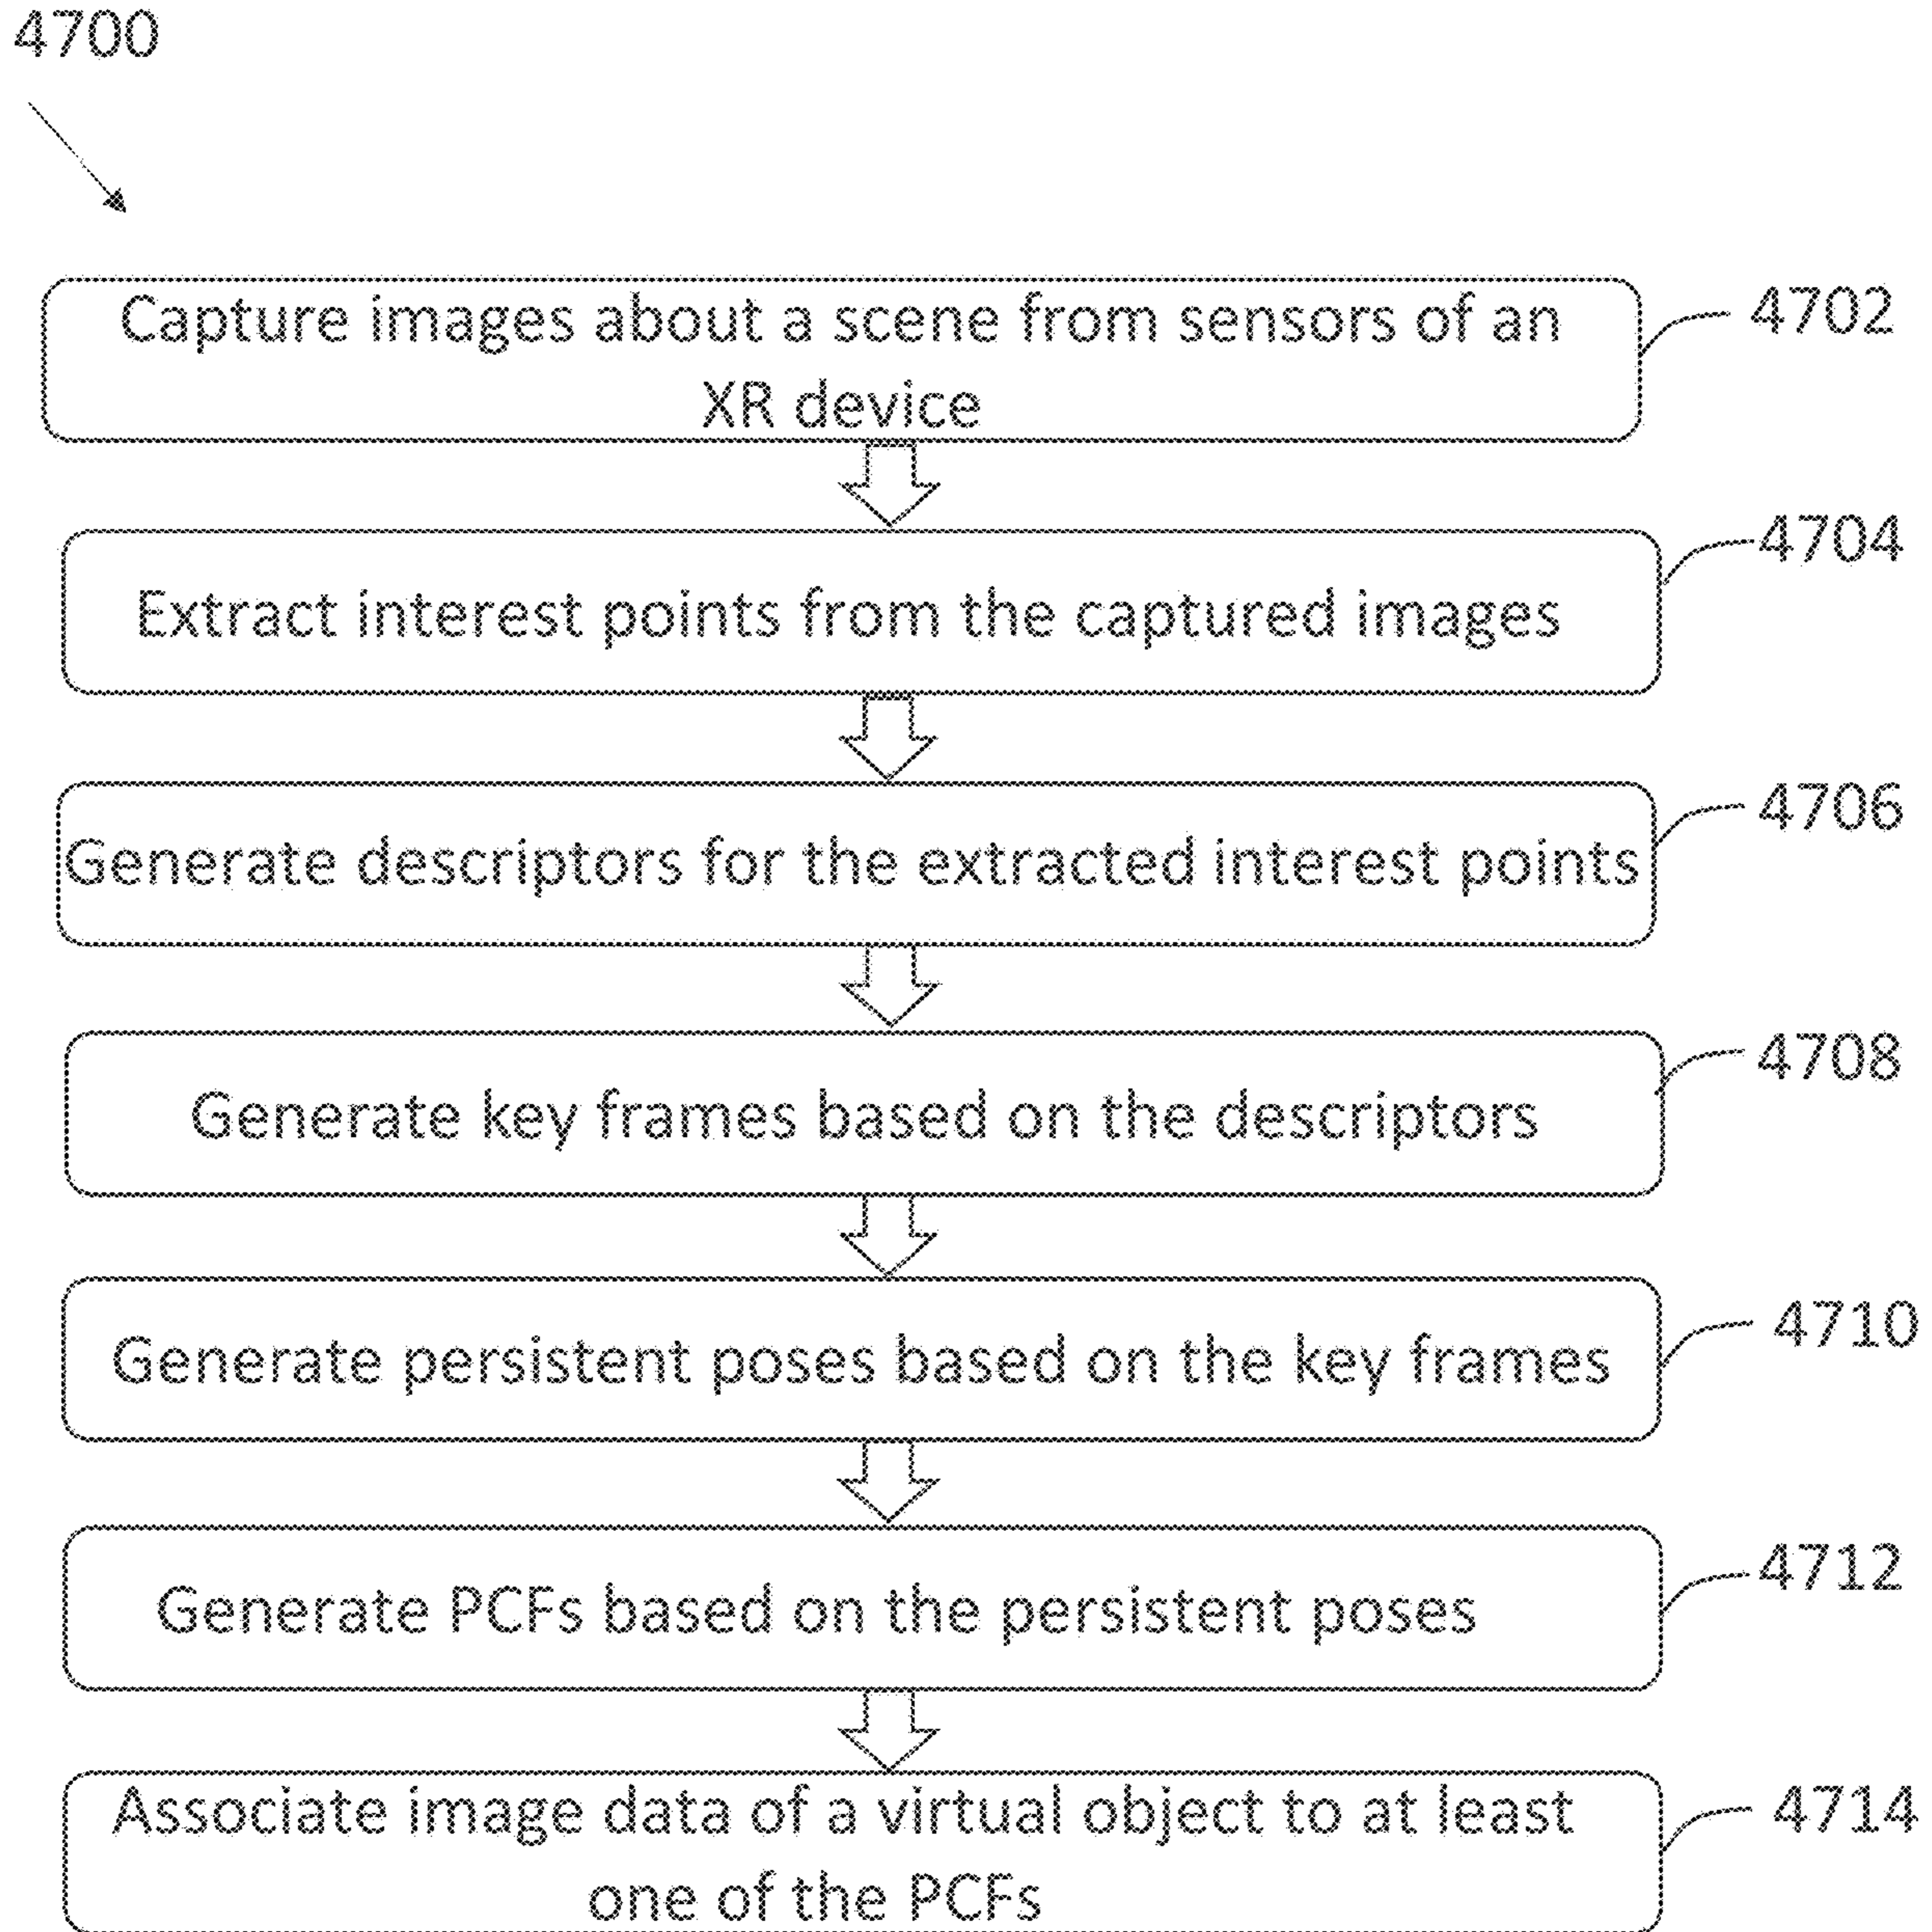 4700
Capture images about a scene from sensors of an
XR device
4702
Extract interest points from the captured images
4704
Generate descriptors for the extracted interest points
4706
Generate key frames based on the descriptors
4708
Generate persistent poses based on the key frames
4710
Generate PCFs based on the persistent poses
4712
Associate image data of a virtual object to at least
one of the PCFs
4714